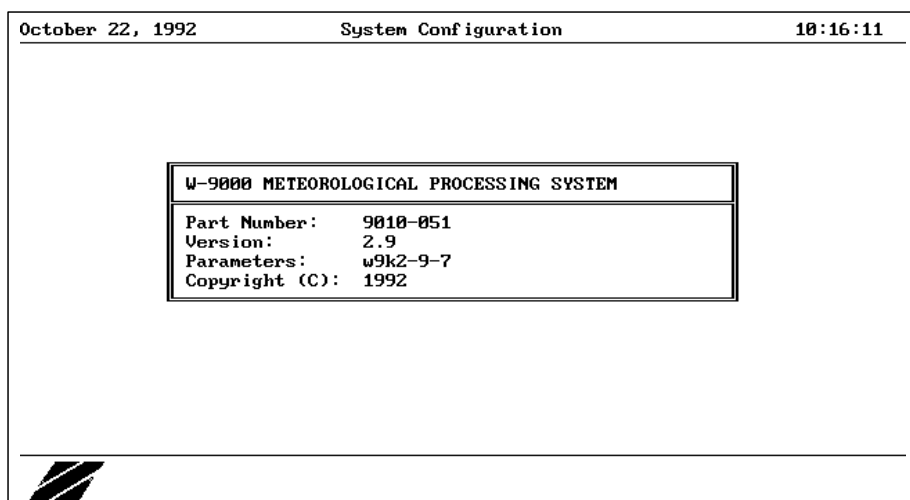 October 22, 1992 System Configuration 10:16:11
W-9000 METEOROLOGICAL PROCESSING SYSTEM
Part Number: 9010-051
Version: 2.9
Parameters: w9k2-9-7
Copyright (C): 1992